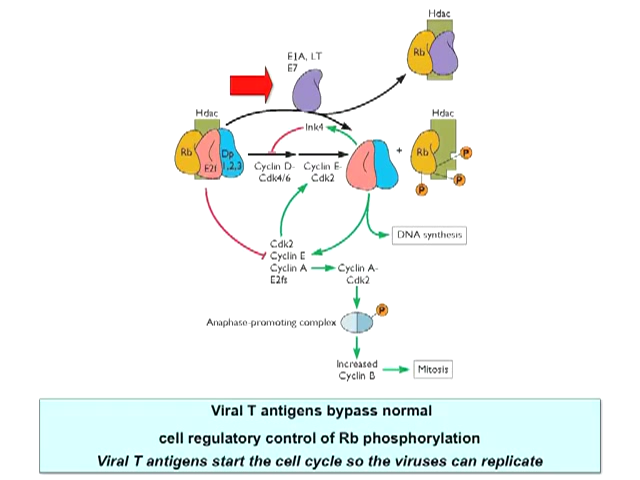 Hdac
Rb
E1A, LT
E7
Hdac
Rb
E2f
Dp
1,2,3
Ink4
Cyclin D-
Cdk4/6
Cyclin E-
Cdk2
+
Hdac
Rb
P
P
P
DNA synthesis
Cdk2
Cyclin E
Cyclin A
E2fs
Cyclin A-
Cdk2
P
Anaphase-promoting complex
Increased
Cyclin B
Mitosis
Viral T antigens bypass normal
cell regulatory control of Rb phosphorylation
Viral T antigens start the cell cycle so the viruses can replicate